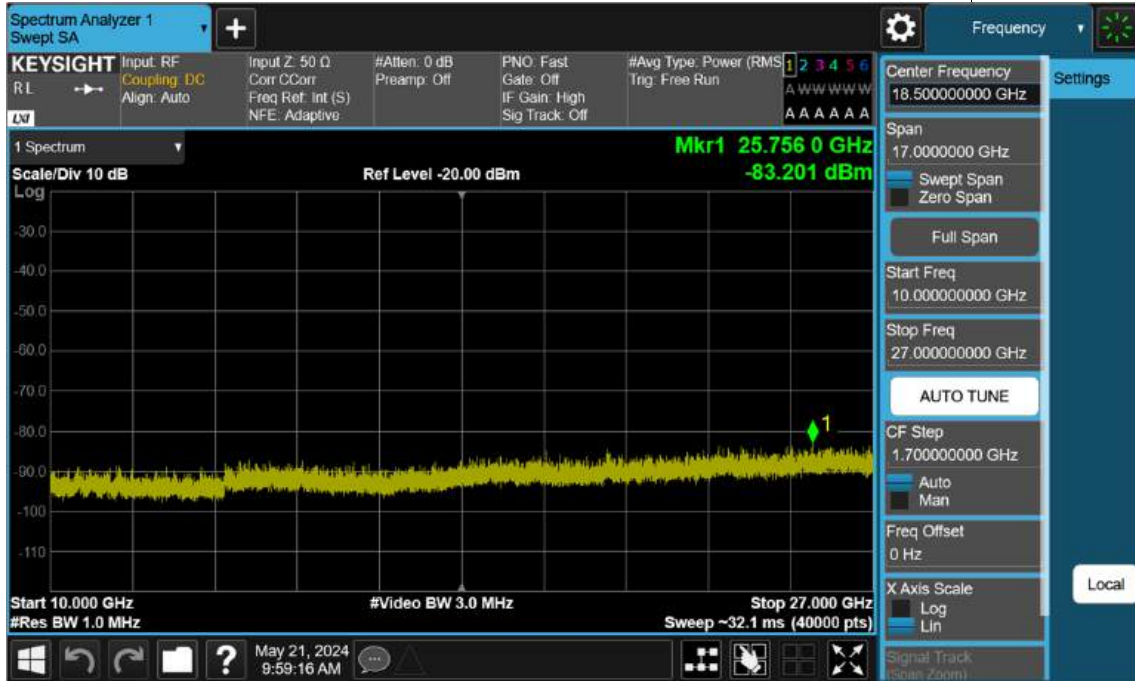 Spectrum Analyzer 1
Swept SA
Frequency
KEYSIGHT
RL
LXI
Input: RF
Coupling: DC
Align: Auto
Input Z: 50 Ω
Corr CCorr
Freq Ref: Int (S)
NFE: Adaptive
#Atten: 0 dB
Preamp: Off
PNO: Fast
Gate: Off
IF Gain: High
Sig Track: Off
#Avg Type: Power (RMS
Trig: Free Run
1 2 3 4 5 6
A W W W W W
A A A A A A
1 Spectrum
Mkr1 25.756 0 GHz
Scale/Div 10 dB
Ref Level -20.00 dBm
-83.201 dBm
Log
-30.0
-40.0
-50.0
-60.0
-70.0
-80.0
-90.0
-100
-110
1
Start 10.000 GHz
#Video BW 3.0 MHz
Stop 27.000 GHz
#Res BW 1.0 MHz
Sweep ~32.1 ms (40000 pts)
Center Frequency
18.500000000 GHz
Span
17.0000000 GHz
Swept Span
Zero Span
Full Span
Start Freq
10.000000000 GHz
Stop Freq
27.000000000 GHz
AUTO TUNE
CF Step
1.700000000 GHz
Auto
Man
Freq Offset
0 Hz
X Axis Scale
Log
Lin
Signal Track
(Span Zoom)
Settings
Local
?
May 21, 2024
9:59:16 AM